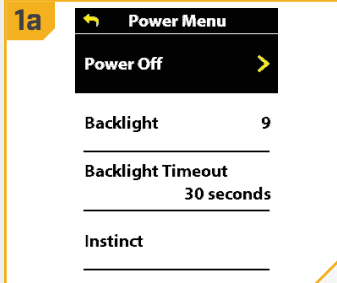 1a
Power Menu
Power Off
Backlight 9
Backlight Timeout
30 seconds
Instinct